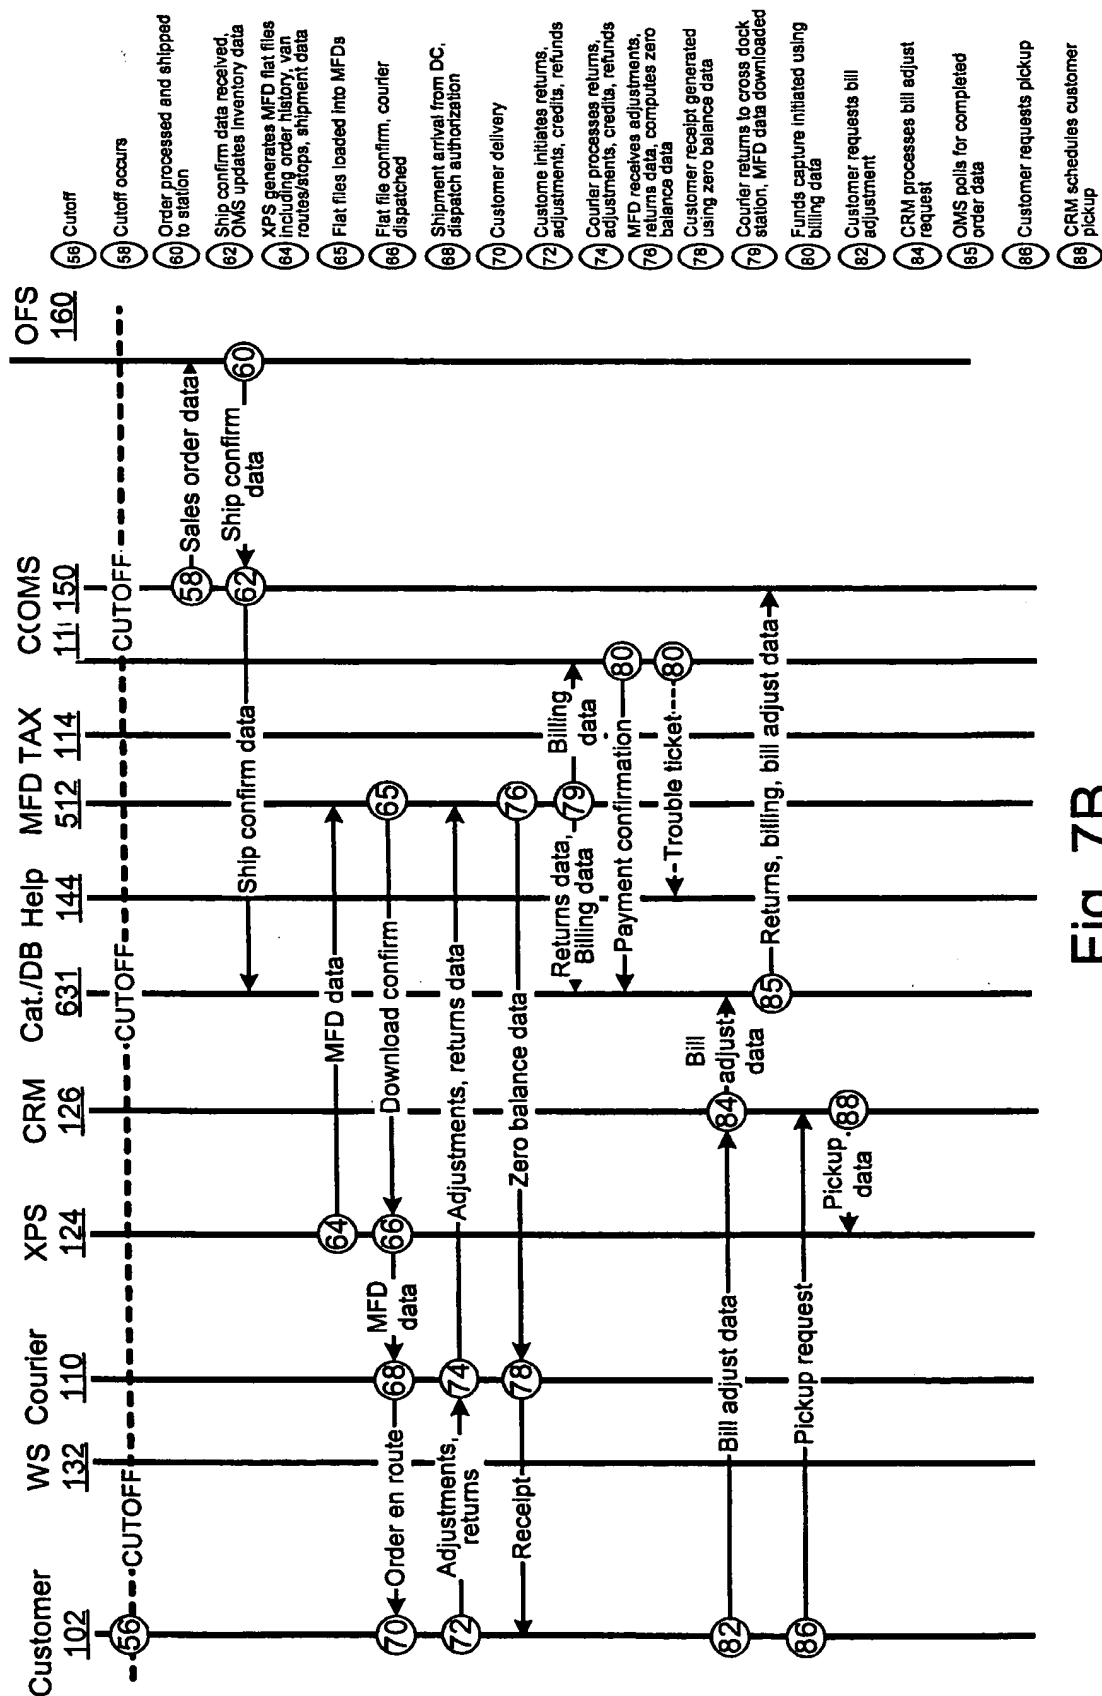 Customer
102
WS
132
Courier
110
XPS
124
CRM
126
Cat./DB
631
Help
144
MFD
512
TAX
114
C(OMS
11( 150
OFS
160
56
CUTOFF
CUTOFF
CUTOFF
58
Sales order data
62
Ship confirm
data
60
Ship confirm data
64
MFD data
66
Download confirm
65
70
Order en route
68
MFD
data
72
Adjustments,
returns
74
Adjustments, returns data
Receipt
78
Zero balance data
76
Returns data,
Billing data
79
Billing
data
Payment confirmation
80
Trouble ticket
80
82
Bill adjust data
84
Bill
adjust
data
85
Returns, billing, bill adjust data
86
Pickup request
Pickup
data
88
56 Cutoff
58 Cutoff occurs
60 Order processed and shipped
to station
62 Ship confirm data received,
OMS updates inventory data
64 XPS generates MFD flat files
including order history, van
routes/stops, shipment data
65 Flat files loaded into MFDs
66 Flat file confirm, courier
dispatched
68 Shipment arrival from DC,
dispatch authorization
70 Customer delivery
72 Custome initiates returns,
adjustments, credits, refunds
74 Courier processes returns,
adjustments, credits, refunds
76 MFD receives adjustments,
returns data, computes zero
balance data
78 Customer receipt generated
using zero balance data
79 Courier returns to cross dock
station, MFD data downloaded
80 Funds capture initiated using
billing data
82 Customer requests bill
adjustment
84 CRM processes bill adjust
request
85 OMS polls for completed
order data
86 Customer requests pickup
88 CRM schedules customer
pickup
Fig. 7B